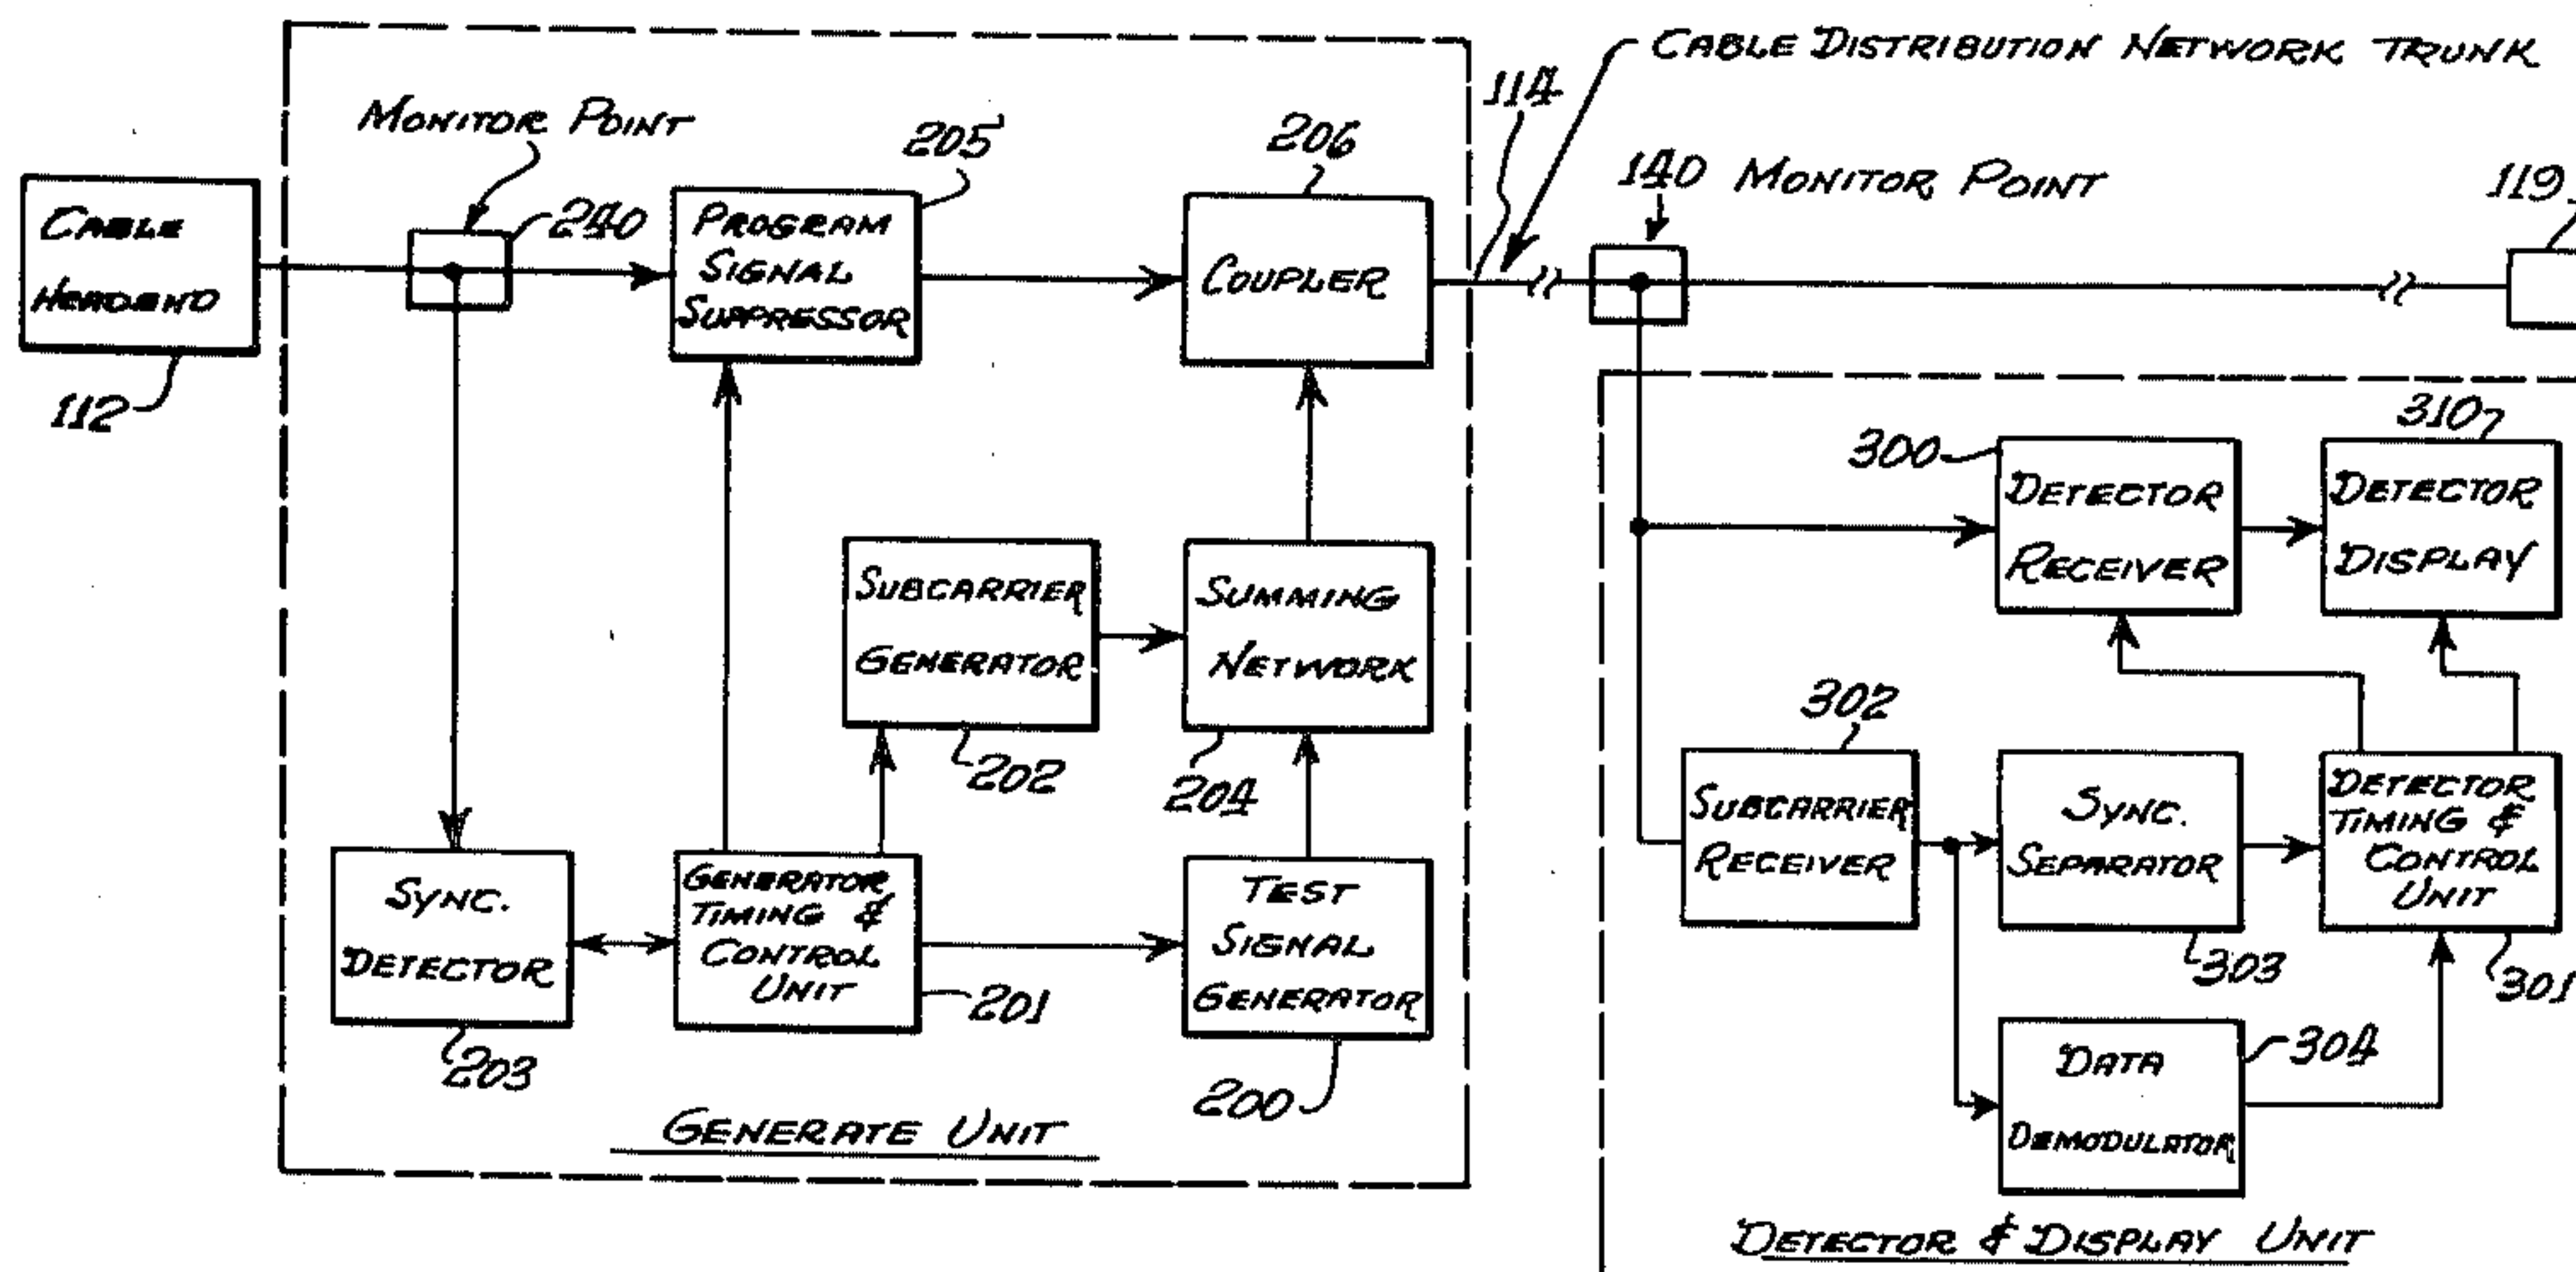 CABLE DISTRIBUTION NETWORK TRUNK
114
MONITOR POINT
205
206
140 MONITOR POINT
119
CABLE
HEADEND
112
240
PROGRAM
SIGNAL
SUPPRESSOR
COUPLER
310
300
DETECTOR
RECEIVER
DETECTOR
DISPLAY
SUBCARRIER
GENERATOR
202
SUMMING
NETWORK
204
302
SUBCARRIER
RECEIVER
SYNC.
SEPARATOR
303
DETECTOR
TIMING &
CONTROL
UNIT
301
SYNC.
DETECTOR
203
GENERATOR
TIMING &
CONTROL
UNIT
201
TEST
SIGNAL
GENERATOR
200
DATA
DEMODULATOR
304
GENERATE UNIT
DETECTOR & DISPLAY UNIT